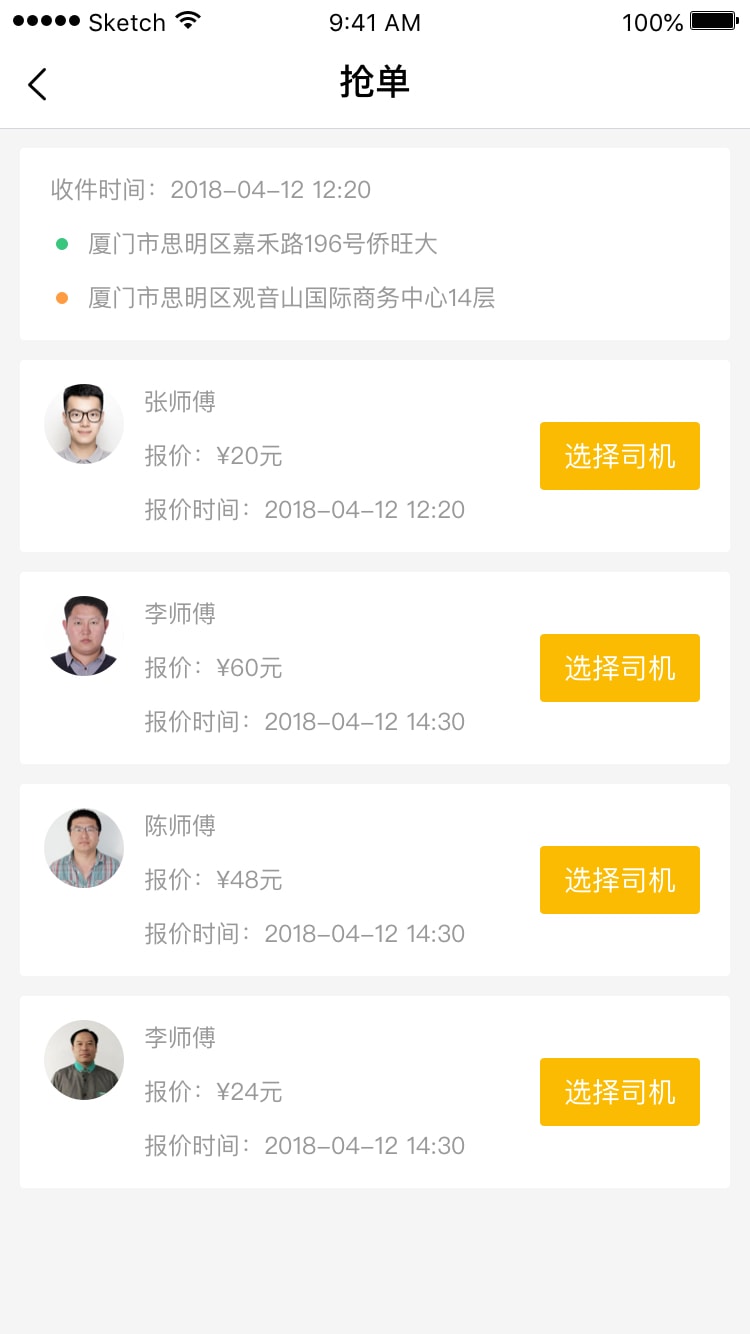 Sketch 9:41 AM 100%
抢单
收件时间：2018-04-12 12:20
厦门市思明区嘉禾路196号侨旺大
厦门市思明区观音山国际商务中心14层
张师傅
报价：¥20元
选择司机
报价时间：2018-04-12 12:20
李师傅
报价：¥60元
选择司机
报价时间：2018-04-12 14:30
陈师傅
报价：¥48元
选择司机
报价时间：2018-04-12 14:30
李师傅
报价：¥24元
选择司机
报价时间：2018-04-12 14:30